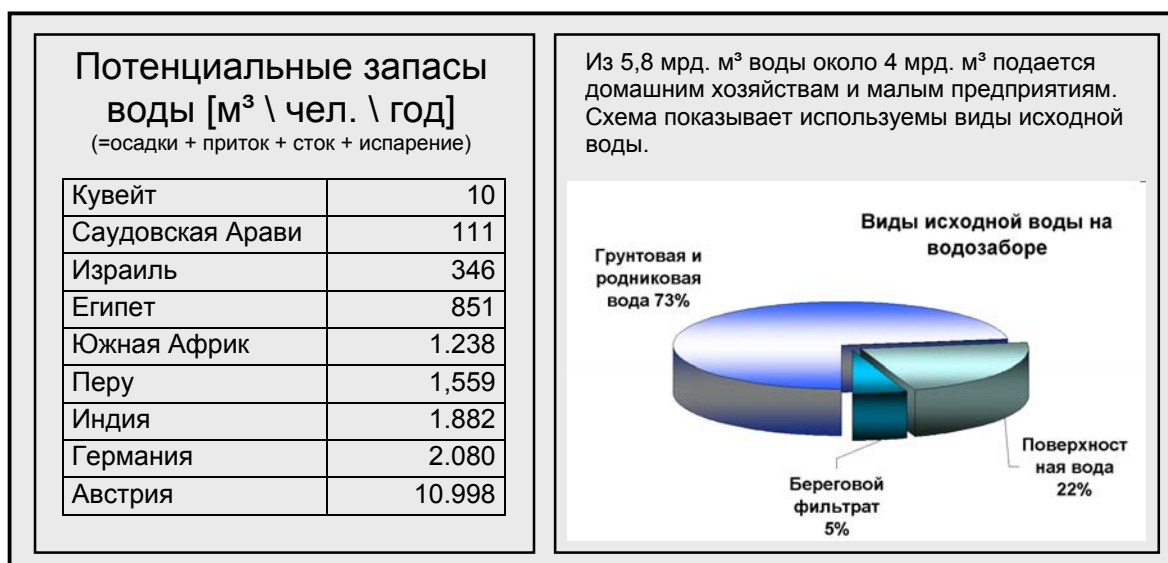 Потенциальные запасы
воды [м³ \ чел. \ год]
(=осадки + приток + сток + испарение)
Кувейт 10
Саудовская Арави 111
Израиль 346
Египет 851
Южная Африк 1.238
Перу 1,559
Индия 1.882
Германия 2.080
Австрия 10.998
Из 5,8 мрд. м³ воды около 4 мрд. м³ подается
домашним хозяйствам и малым предприятиям.
Схема показывает используемы виды исходной
воды.
Виды исходной воды на
водозаборе
Грунтовая и
родниковая
вода 73%
Поверхност
ная вода
22%
Береговой
фильтрат
5%